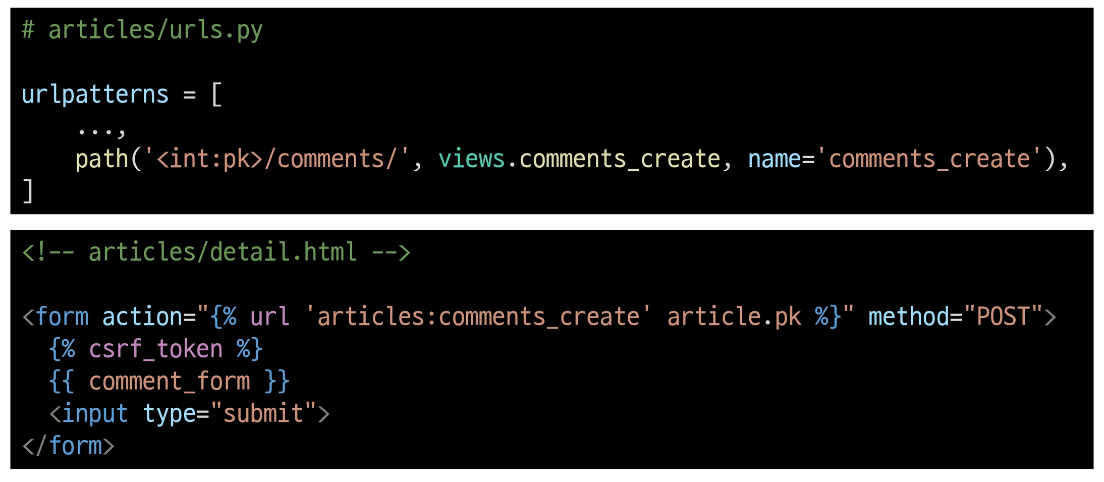 # articles/urls.py
urlpatterns = [
    ...,
    path('<int:pk>/comments/', views.comments_create, name='comments_create'),
]
<!-- articles/detail.html -->
<form action="{% url 'articles:comments_create' article.pk %}" method="POST">
  {% csrf_token %}
  {{ comment_form }}
  <input type="submit">
</form>